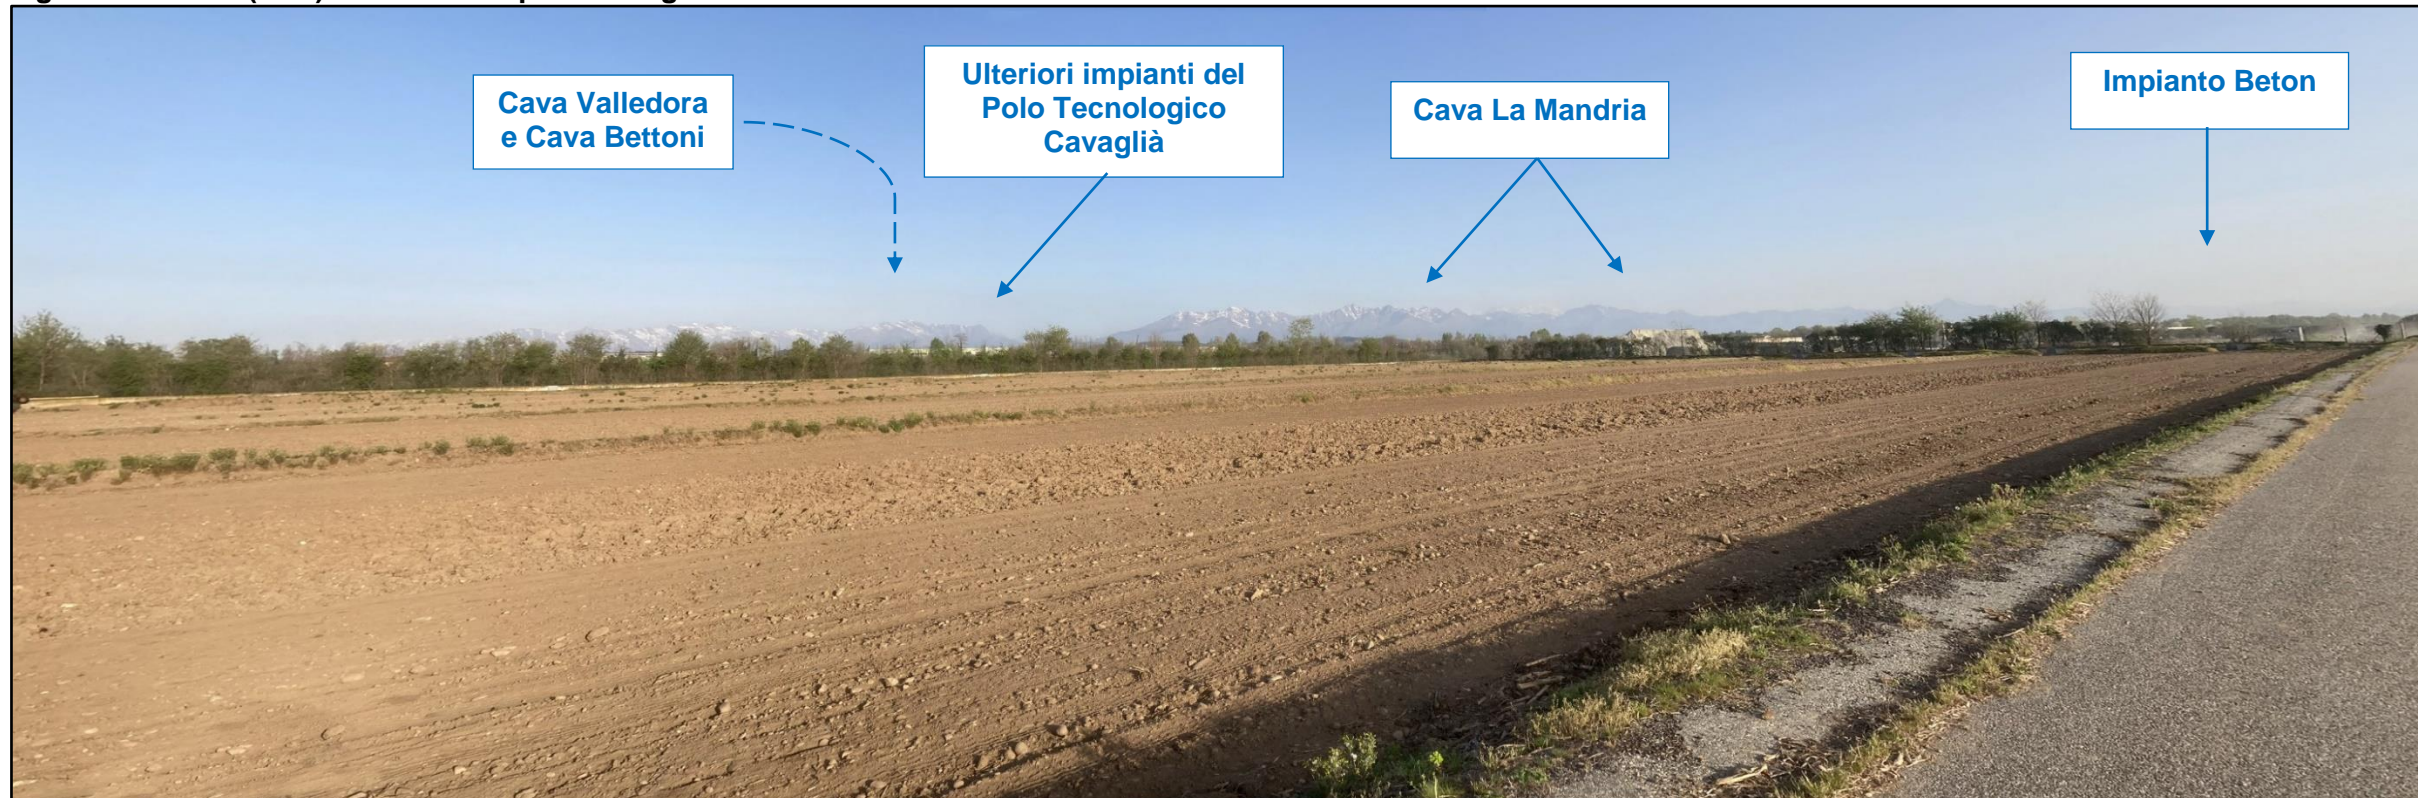 Cava Valledora
e Cava Bettoni
Ulteriori impianti del
Polo Tecnologico
Cavaglià
Cava La Mandria
Impianto Beton